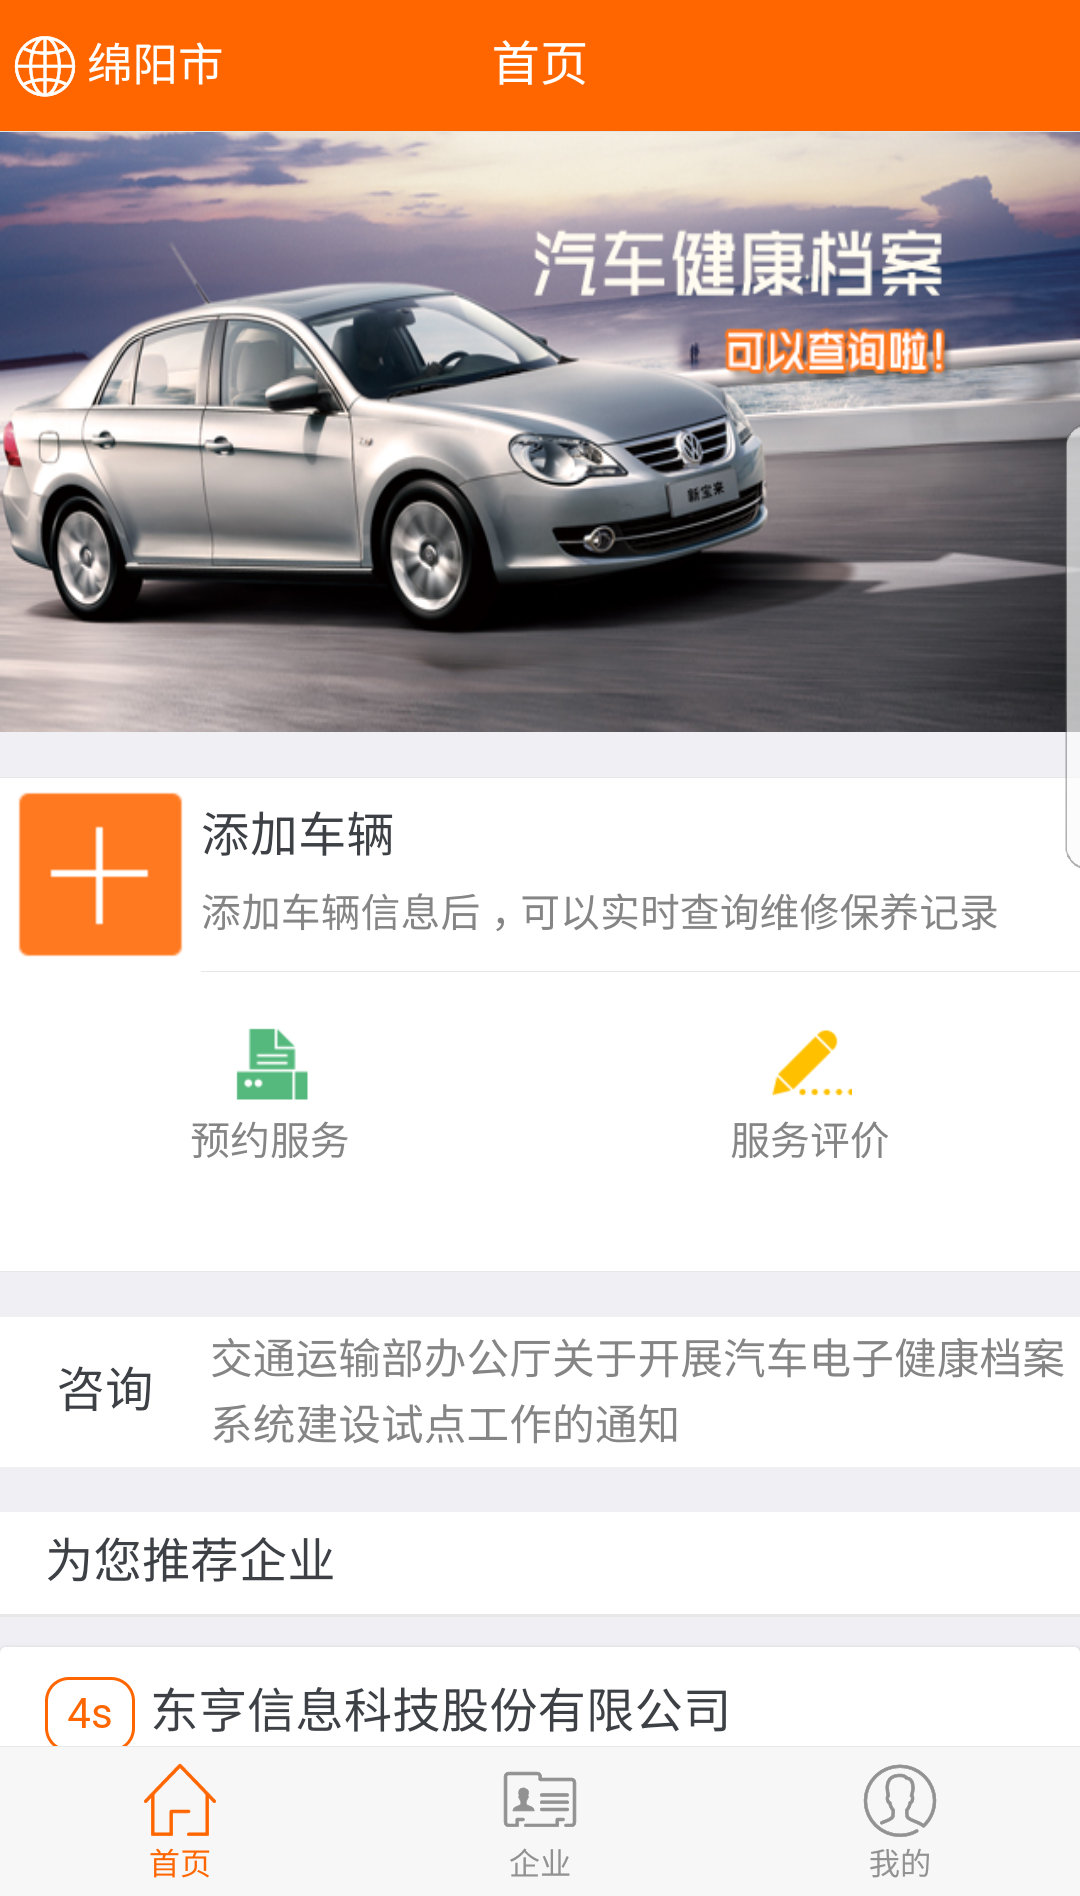 绵阳市
首页
汽车健康档案
可以查询啦!
新宝来
添加车辆
添加车辆信息后，可以实时查询维修保养记录
预约服务
服务评价
咨询
交通运输部办公厅关于开展汽车电子健康档案
系统建设试点工作的通知
为您推荐企业
4s 东亨信息科技股份有限公司
首页
企业
我的